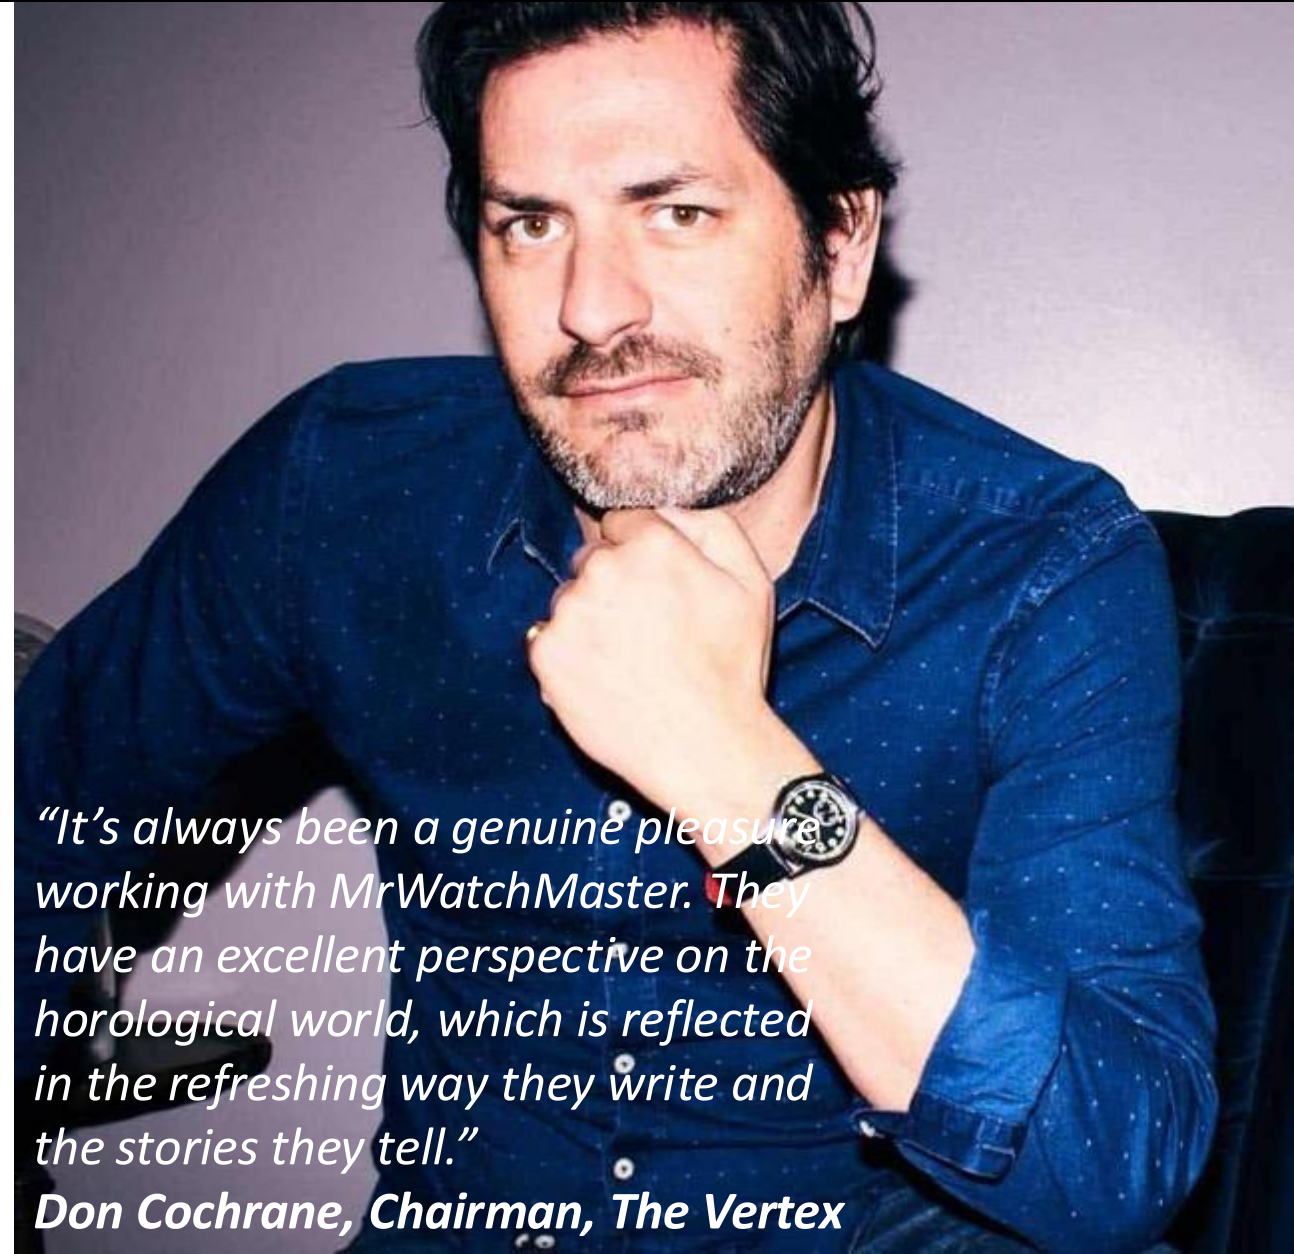 “It’s always been a genuine pleasure
working with MrWatchMaster. They
have an excellent perspective on the
horological world, which is reflected
in the refreshing way they write and
the stories they tell.”
Don Cochrane, Chairman, The Vertex